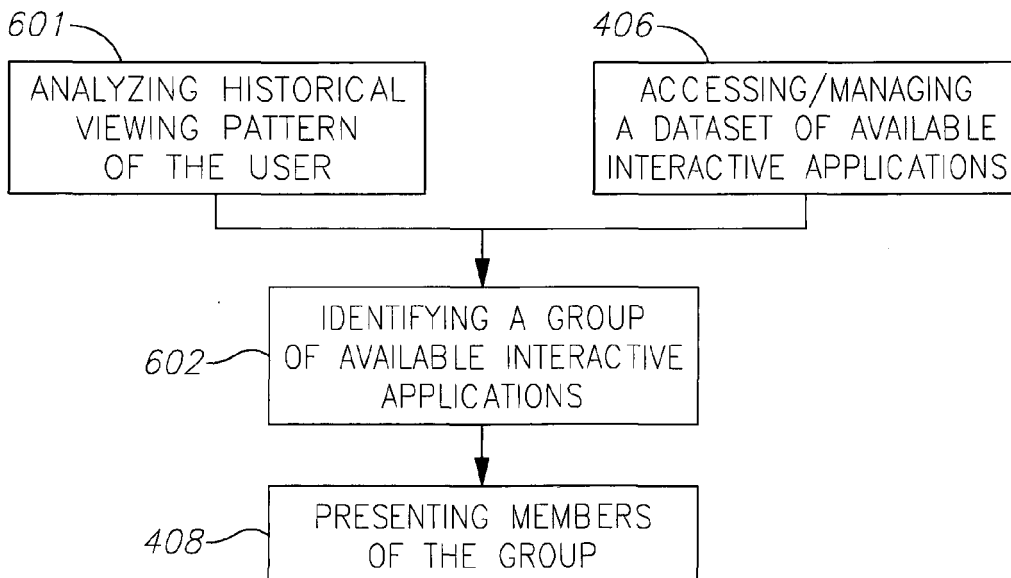 601
ANALYZING HISTORICAL
VIEWING PATTERN
OF THE USER
406
ACCESSING/MANAGING
A DATASET OF AVAILABLE
INTERACTIVE APPLICATIONS
602
IDENTIFYING A GROUP
OF AVAILABLE INTERACTIVE
APPLICATIONS
408
PRESENTING MEMBERS
OF THE GROUP